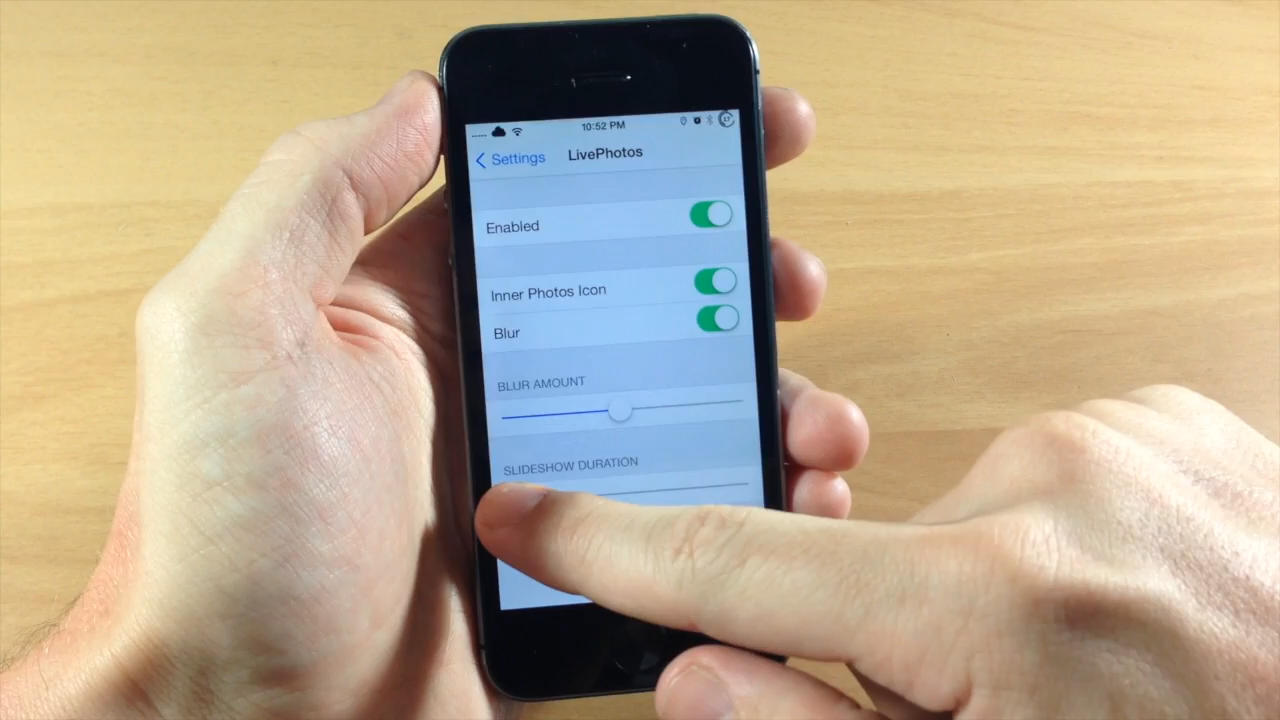 10:52 PM
Settings LivePhotos
Enabled
Inner Photos Icon
Blur
BLUR AMOUNT
SLIDESHOW DURATION